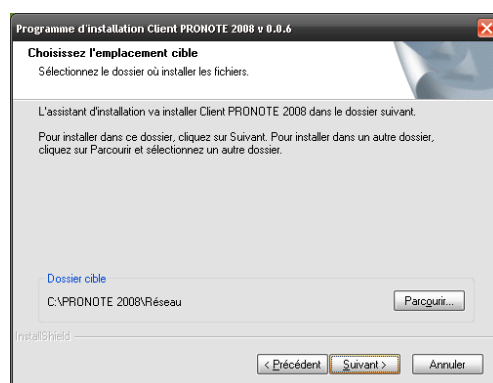 Programme d'installation Client PRONOTE 2008 v 0.0.6
Choisissez l'emplacement cible
Sélectionnez le dossier où installer les fichiers.
L'assistant d'installation va installer Client PRONOTE 2008 dans le dossier suivant.
Pour installer dans ce dossier, cliquez sur Suivant. Pour installer dans un autre dossier,
cliquez sur Parcourir et sélectionnez un autre dossier.
Dossier cible
C:\PRONOTE 2008\Réseau
Parcourir...
InstallShield
< Précédent
Suivant >
Annuler